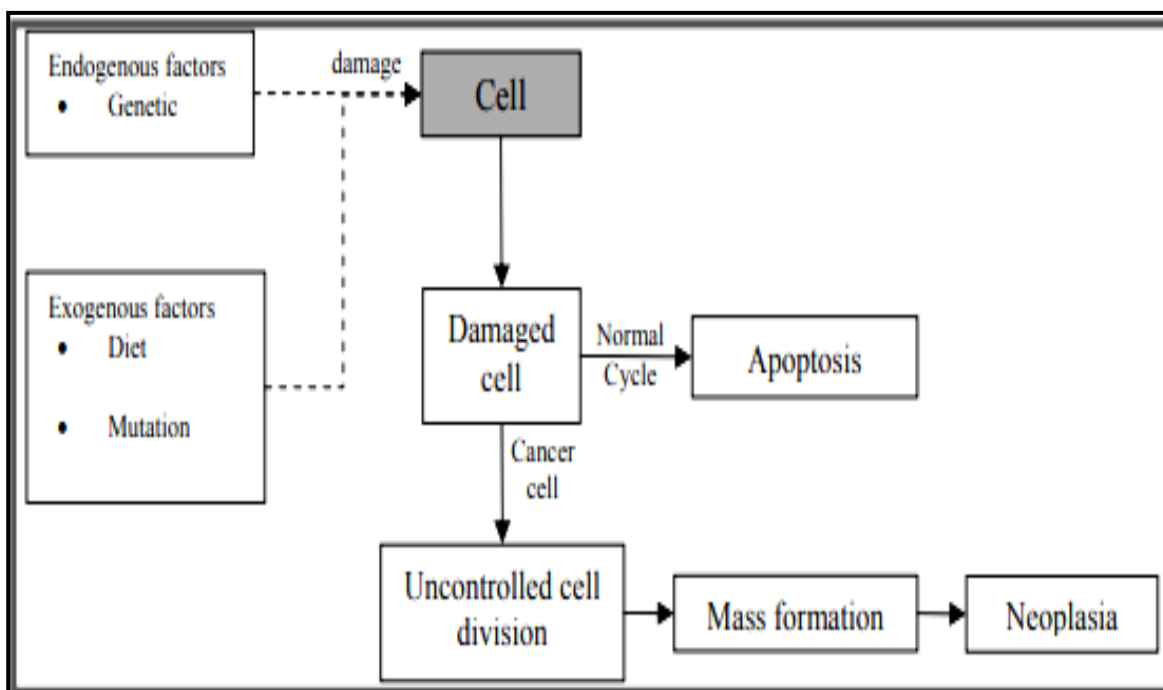 Endogenous factors
• Genetic
damage
Cell
Exogenous factors
• Diet
• Mutation
Damaged
cell
Normal
Cycle
Apoptosis
Cancer
cell
Uncontrolled cell
division
Mass formation
Neoplasia